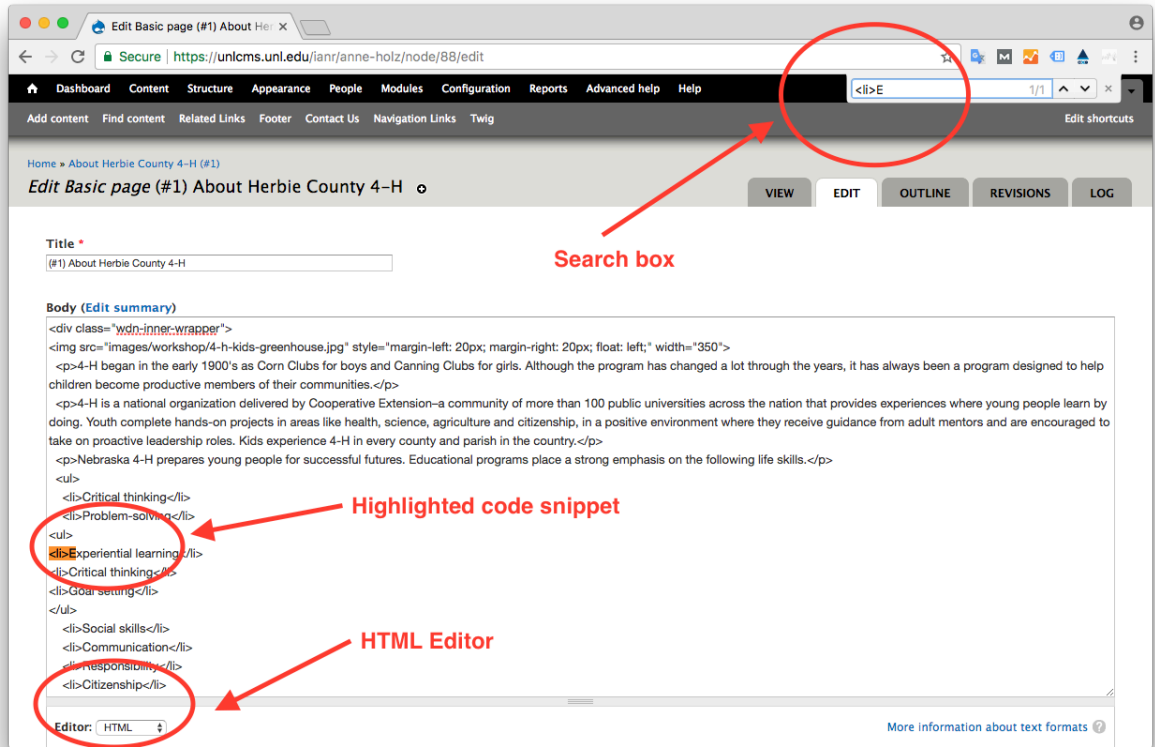 Edit Basic page (#1) About Her
Secure | https://unlcms.unl.edu/ianr/anne-holz/node/88/edit
Dashboard Content Structure Appearance People Modules Configuration Reports Advanced help Help
<li>E 1/1
Add content Find content Related Links Footer Contact Us Navigation Links Twig Edit shortcuts
Home » About Herbie County 4-H (#1)
Edit Basic page (#1) About Herbie County 4-H
VIEW EDIT OUTLINE REVISIONS LOG
Search box
Title *
(#1) About Herbie County 4-H
Body (Edit summary)
<div class="wdn-inner-wrapper">
<img src="images/workshop/4-h-kids-greenhouse.jpg" style="margin-left: 20px; margin-right: 20px; float: left;" width="350">
<p>4-H began in the early 1900's as Corn Clubs for boys and Canning Clubs for girls. Although the program has changed a lot through the years, it has always been a program designed to help
children become productive members of their communities.</p>
<p>4-H is a national organization delivered by Cooperative Extension–a community of more than 100 public universities across the nation that provides experiences where young people learn by
doing. Youth complete hands-on projects in areas like health, science, agriculture and citizenship, in a positive environment where they receive guidance from adult mentors and are encouraged to
take on proactive leadership roles. Kids experience 4-H in every county and parish in the country.</p>
<p>Nebraska 4-H prepares young people for successful futures. Educational programs place a strong emphasis on the following life skills.</p>
<ul>
<li>Critical thinking</li>
<li>Problem-solving</li>
Highlighted code snippet
<ul>
<li>Experiential learning</li>
<li>Critical thinking</li>
<li>Goal setting</li>
</ul>
<li>Social skills</li>
<li>Communication</li>
HTML Editor
<li>Responsibility</li>
<li>Citizenship</li>
Editor: HTML
More information about text formats ?